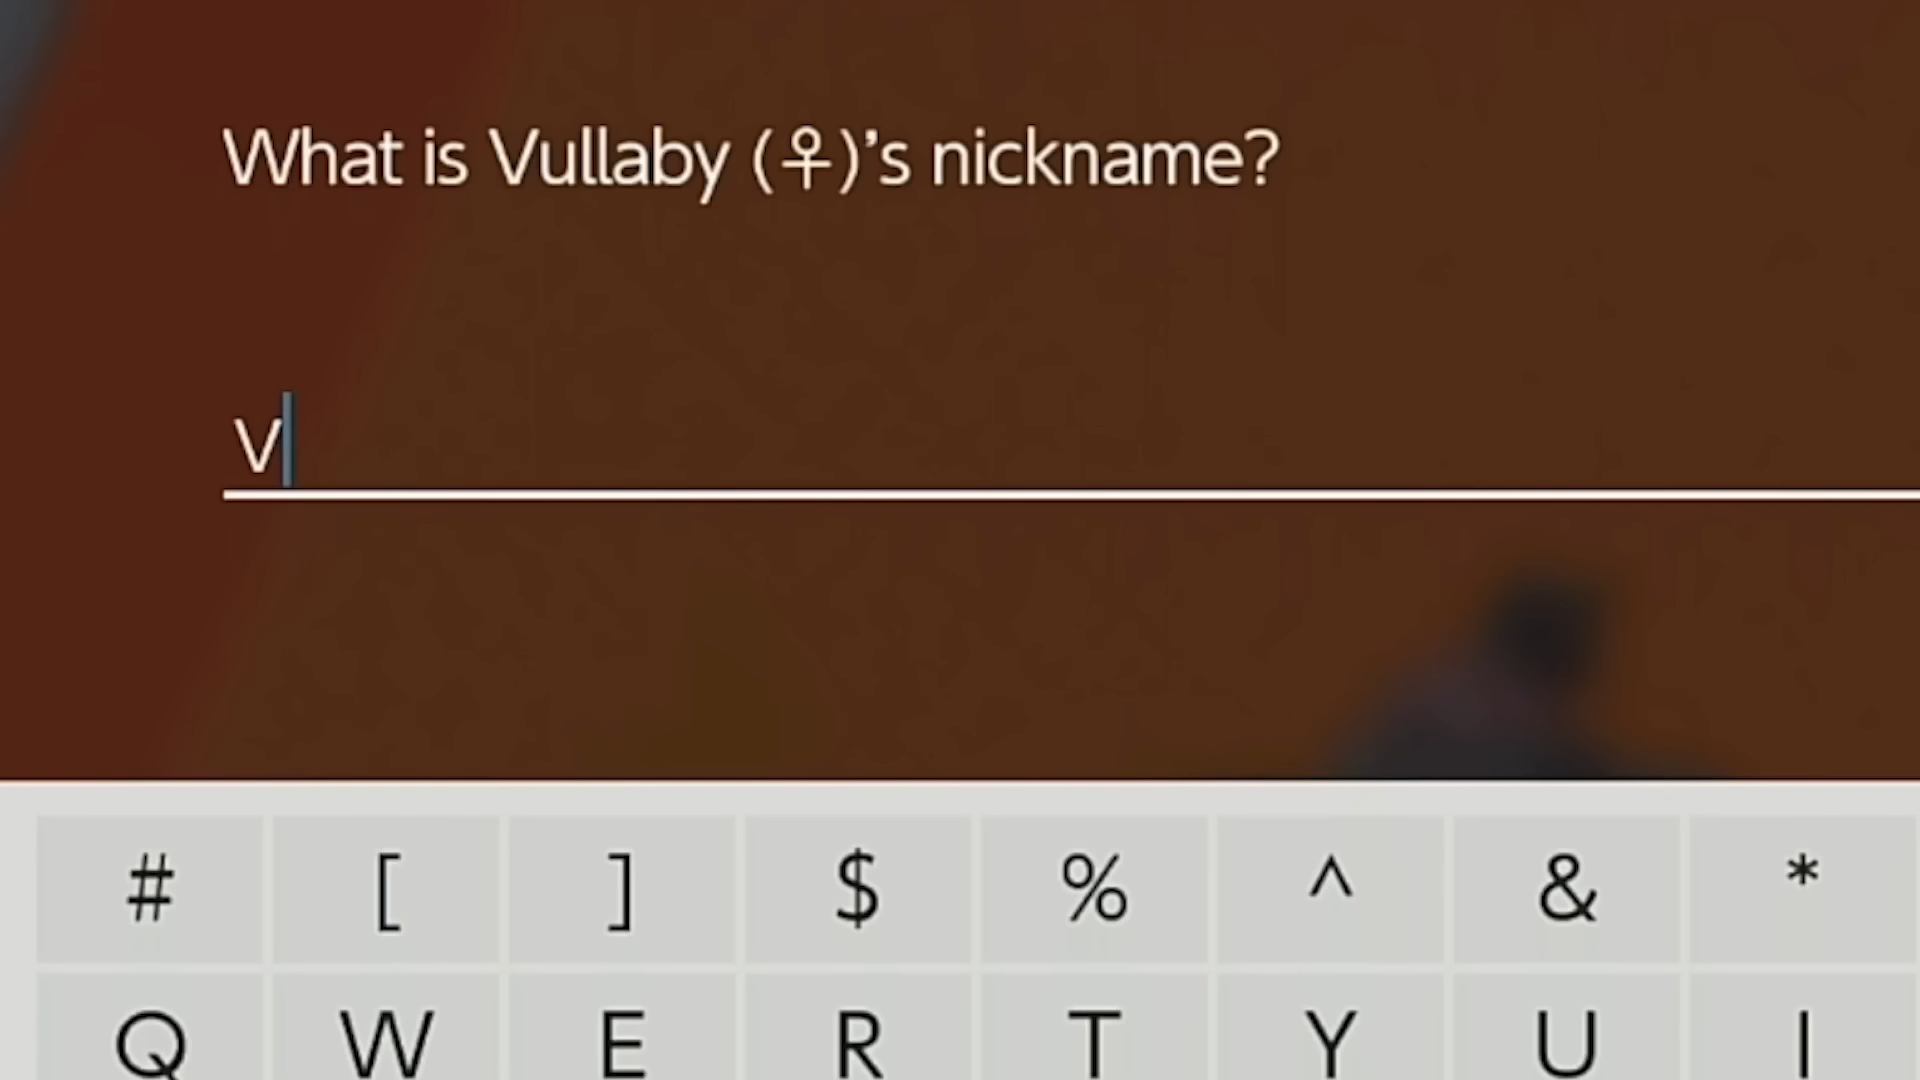 What is Vullaby (♀)'s nickname?
V
# [ ] $ % ^ & *
Q W E R T Y U I